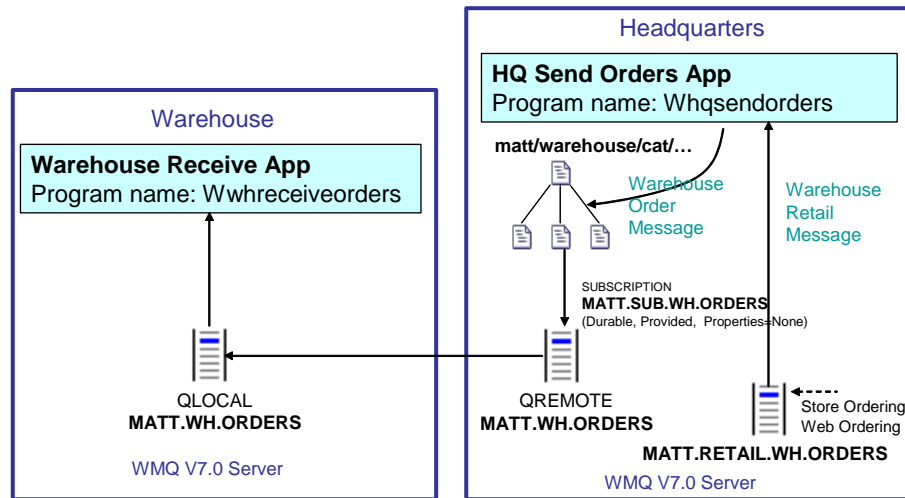 Headquarters
HQ Send Orders App
Program name: Whqsendorders
Warehouse
Warehouse Receive App
Program name: Wwhreceiveorders
matt/warehouse/cat/…
Warehouse
Order
Message
Warehouse
Retail
Message
SUBSCRIPTION
MATT.SUB.WH.ORDERS
(Durable, Provided, Properties=None)
QLOCAL
MATT.WH.ORDERS
QREMOTE
MATT.WH.ORDERS
Store Ordering
Web Ordering
MATT.RETAIL.WH.ORDERS
WMQ V7.0 Server
WMQ V7.0 Server